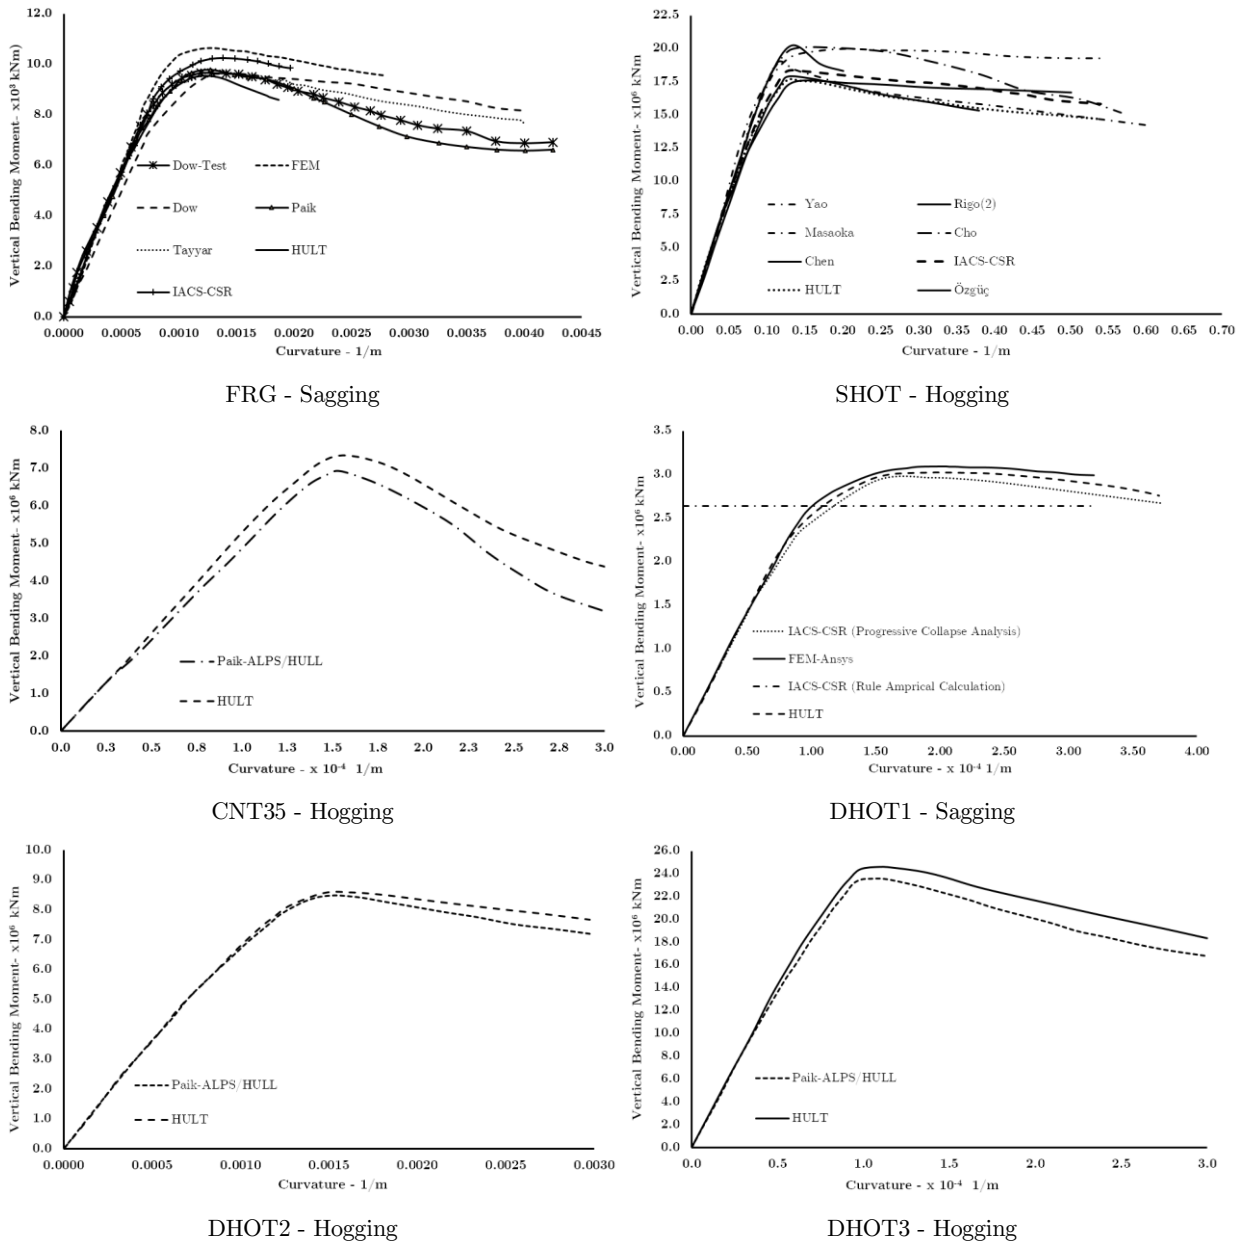 12.0
10.0
8.0
6.0
4.0
2.0
0.0
Vertical Bending Moment- x10³ kNm)
Dow-Test
FEM
Dow
Paik
Tayyar
HULT
IACS-CSR
0.0000 0.0005 0.0010 0.0015 0.0020 0.0025 0.0030 0.0035 0.0040 0.0045
Curvature - 1/m
FRG - Sagging
22.5
20.0
17.5
15.0
12.5
10.0
7.5
5.0
2.5
0.0
Vertical Bending Moment- x10⁶ kNm
Yao
Rigo(2)
Masaoka
Cho
Chen
IACS-CSR
HULT
Özgüç
0.00 0.05 0.10 0.15 0.20 0.25 0.30 0.35 0.40 0.45 0.50 0.55 0.60 0.65 0.70
Curvature - 1/m
SHOT - Hogging
8.0
7.0
6.0
5.0
4.0
3.0
2.0
1.0
0.0
Vertical Bending Moment- x10⁶ kNm
Paik-ALPS/HULL
HULT
0.0 0.3 0.5 0.8 1.0 1.3 1.5 1.8 2.0 2.3 2.5 2.8 3.0
Curvature - x 10⁻⁴ 1/m
CNT35 - Hogging
3.5
3.0
2.5
2.0
1.5
1.0
0.5
0.0
Vertical Bending Moment- x10⁶ kNm
IACS-CSR (Progressive Collapse Analysis)
FEM-Ansys
IACS-CSR (Rule Amprical Calculation)
HULT
0.00 0.50 1.00 1.50 2.00 2.50 3.00 3.50 4.00
Curvature - x 10⁻⁴ 1/m
DHOT1 - Sagging
10.0
9.0
8.0
7.0
6.0
5.0
4.0
3.0
2.0
1.0
0.0
Vertical Bending Moment- x10⁶ kNm
Paik-ALPS/HULL
HULT
0.0000 0.0005 0.0010 0.0015 0.0020 0.0025 0.0030
Curvature - 1/m
DHOT2 - Hogging
26.0
24.0
22.0
20.0
18.0
16.0
14.0
12.0
10.0
8.0
6.0
4.0
2.0
0.0
Vertical Bending Moment- x10⁶ kNm
Paik-ALPS/HULL
HULT
0.0 0.5 1.0 1.5 2.0 2.5 3.0
Curvature - x 10⁻⁴ 1/m
DHOT3 - Hogging